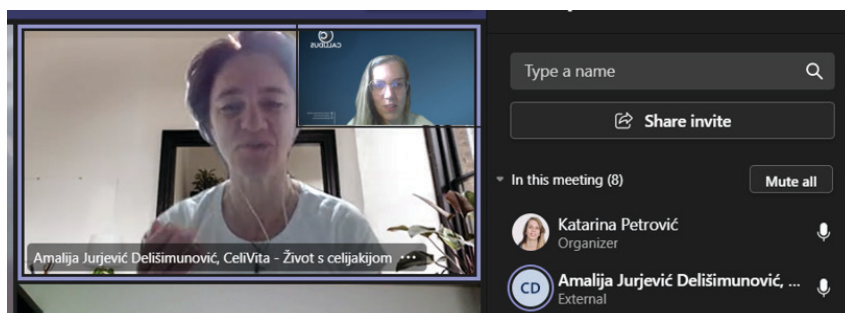 CALLIDUS
Amalija Jurjević Delišimunović, CeliVita - Život s celijakijom ...
Type a name
Share invite
In this meeting (8)
Mute all
Katarina Petrović
Organizer
CD
Amalija Jurjević Delišimunović, ...
External